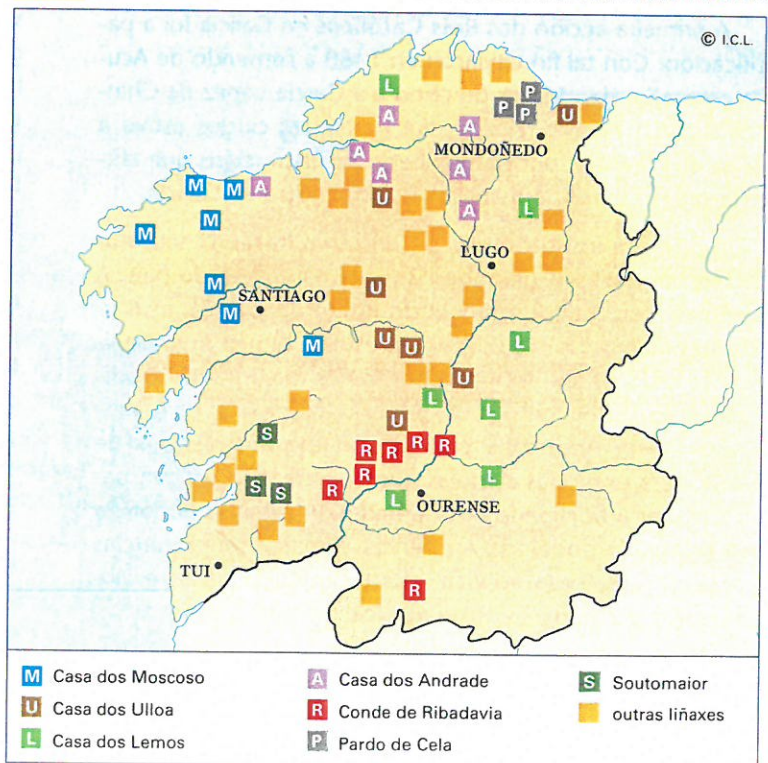 © I.C.L.
L
P
P P U
A
A
MONDOÑEDO
A
A A
M M A
U
L
A
M
M
LUGO
M U
SANTIAGO
M
U L
M U
U
L
L
U
S R R R R
R L
S S R
L OURENSE
TUI
R
M Casa dos Moscoso
U Casa dos Ulloa
L Casa dos Lemos
A Casa dos Andrade
R Conde de Ribadavia
P Pardo de Cela
S Soutomaior
outras liñaxes